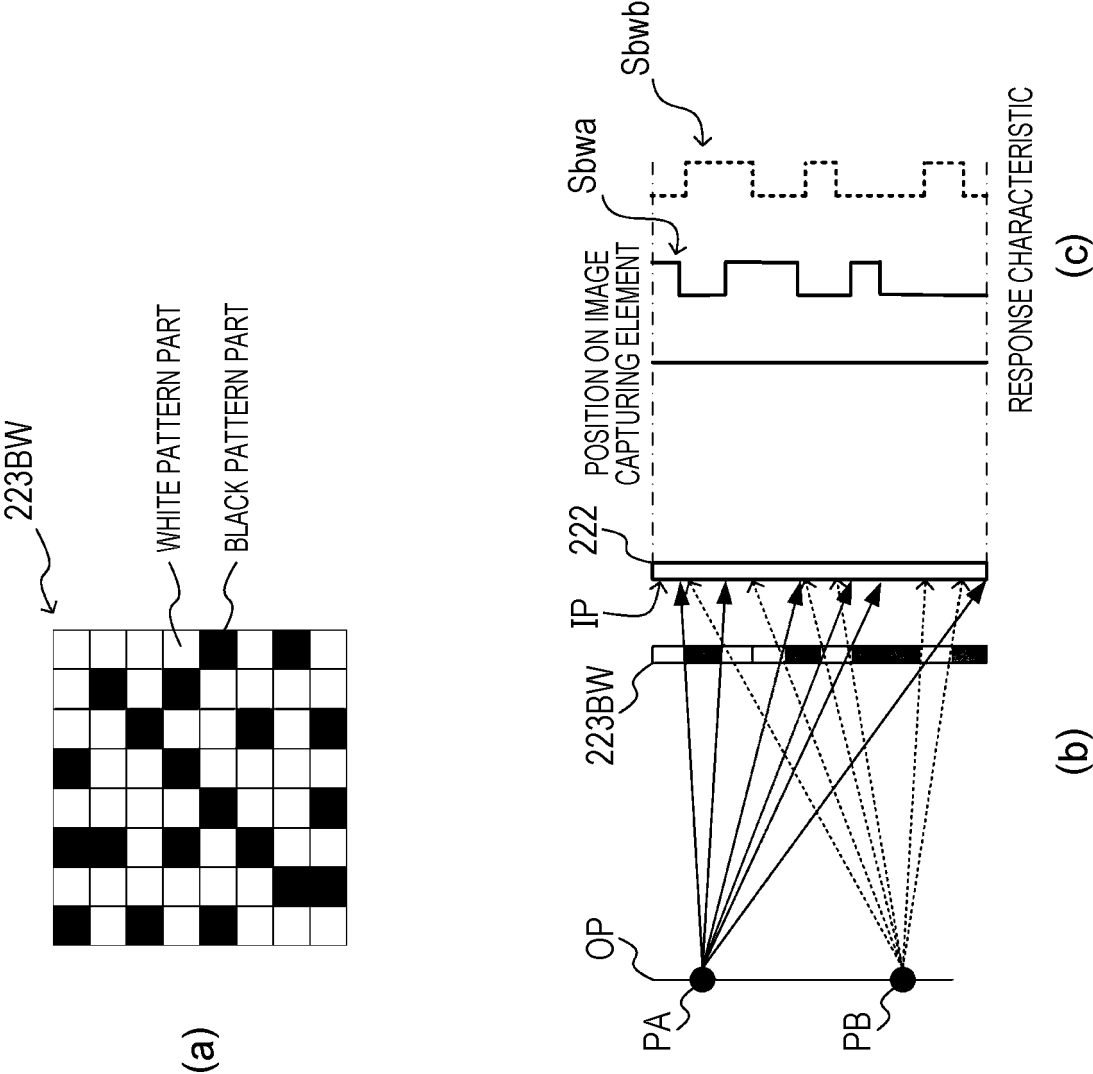 223BW
WHITE PATTERN PART
BLACK PATTERN PART
(a)
OP
PA
PB
223BW
IP
222
(b)
POSITION ON IMAGE
CAPTURING ELEMENT
Sbwa
Sbwb
RESPONSE CHARACTERISTIC
(c)